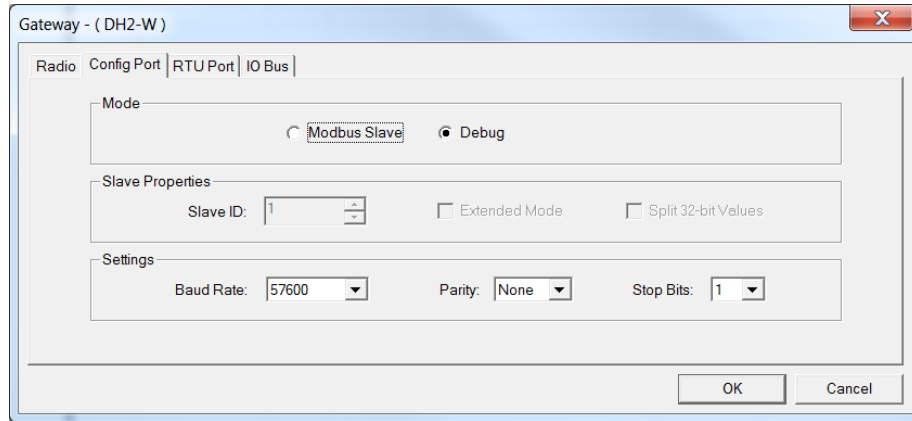 Gateway - ( DH2-W )
X
Radio Config Port RTU Port IO Bus
Mode
Modbus Slave Debug
Slave Properties
Slave ID: 1 Extended Mode Split 32-bit Values
Settings
Baud Rate: 57600 Parity: None Stop Bits: 1
OK Cancel